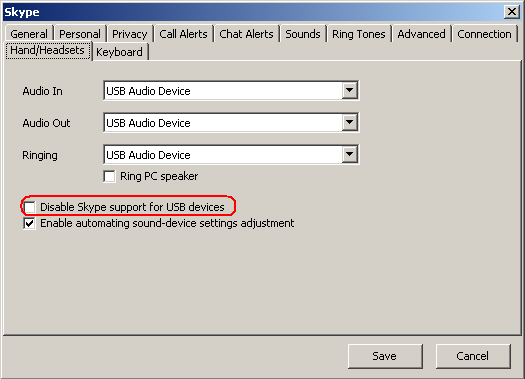 Skype
General Personal Privacy Call Alerts Chat Alerts Sounds Ring Tones Advanced Connection
Hand/Headsets Keyboard
Audio In USB Audio Device
Audio Out USB Audio Device
Ringing USB Audio Device
Ring PC speaker
Disable Skype support for USB devices
Enable automating sound-device settings adjustment
Save Cancel